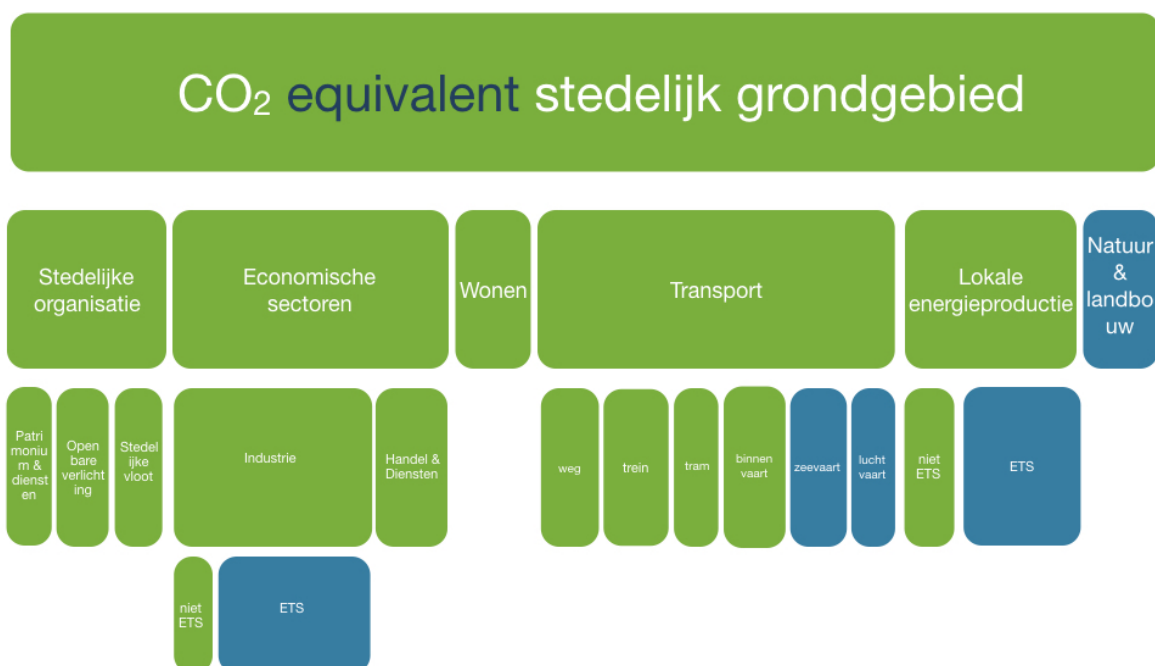 CO₂ equivalent stedelijk grondgebied
Stedelijke
organisatie
Economische
sectoren
Wonen
Transport
Lokale
energieproductie
Natuur
&
landbo
uw
Patri
moniu
m &
dienst
en
Open
bare
verlicht
ing
Stedel
ijke
vloot
Industrie
Handel &
Diensten
weg
trein
tram
binnen
vaart
zeevaart
lucht
vaart
niet
ETS
ETS
niet
ETS
ETS